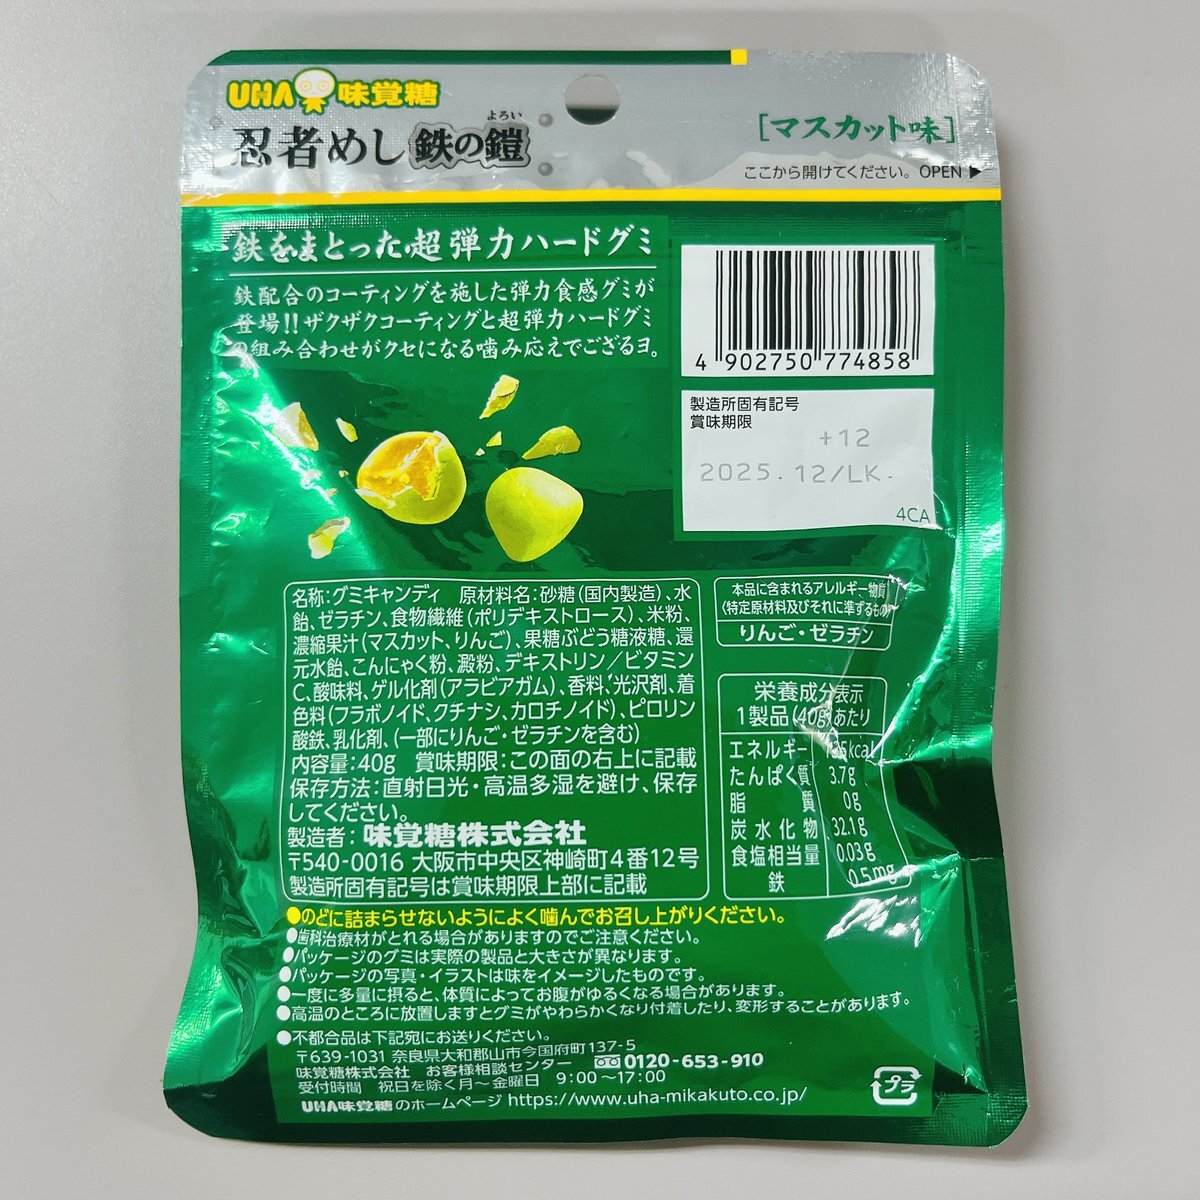 UHA味覚糖
忍者めし 鉄の鎧
よろい
[マスカット味]
ここから開けてください。OPEN▶
鉄をまとった超弾力ハードグミ
鉄配合のコーティングを施した弾力食感グミが
登場!!ザクザクコーティングと超弾力ハードグミ
の組み合わせがクセになる噛み応えでござるヨ。
4 902750 774858
製造所固有記号
賞味期限
+12
2025.12/LK.
4CA
名称:グミキャンディ 原材料名:砂糖(国内製造)、水
飴、ゼラチン、食物繊維(ポリデキストロース)、米粉、
濃縮果汁(マスカット、りんご)、果糖ぶどう糖液糖、還
元水飴、こんにゃく粉、澱粉、デキストリン/ビタミン
C、酸味料、ゲル化剤(アラビアガム)、香料、光沢剤、着
色料(フラボノイド、クチナシ、カロチノイド)、ピロリン
酸鉄、乳化剤、(一部にりんご・ゼラチンを含む)
内容量:40g 賞味期限:この面の右上に記載
保存方法:直射日光・高温多湿を避け、保存
してください。
製造者:味覚糖株式会社
〒540-0016 大阪市中央区神崎町4番12号
製造所固有記号は賞味期限上部に記載
本品に含まれるアレルギー物質
(特定原材料及びそれに準ずるもの)
りんご・ゼラチン
栄養成分表示
1製品(40g)あたり
エネルギー kcal
たんぱく質 3.7g
脂質 0g
炭水化物 32.1g
食塩相当量 0.03g
鉄 0.5mg
●のどに詰まらせないようによく噛んでお召し上がりください。
●歯科治療材がとれる場合がありますのでご注意ください。
●パッケージのグミは実際の製品と大きさが異なります。
●パッケージの写真・イラストは味をイメージしたものです。
●一度に多量に摂ると、体質によってお腹がゆるくなる場合があります。
●高温のところに放置しますとグミがやわらかくなり付着したり、変形することがあります。
●不都合品は下記宛にお送りください。
〒639-1031 奈良県大和郡山市今国府町137-5
味覚糖株式会社 お客様相談センター 0120-653-910
受付時間 祝日を除く月~金曜日 9:00~17:00
UHA味覚糖のホームページ https://www.uha-mikakuto.co.jp/
プラ